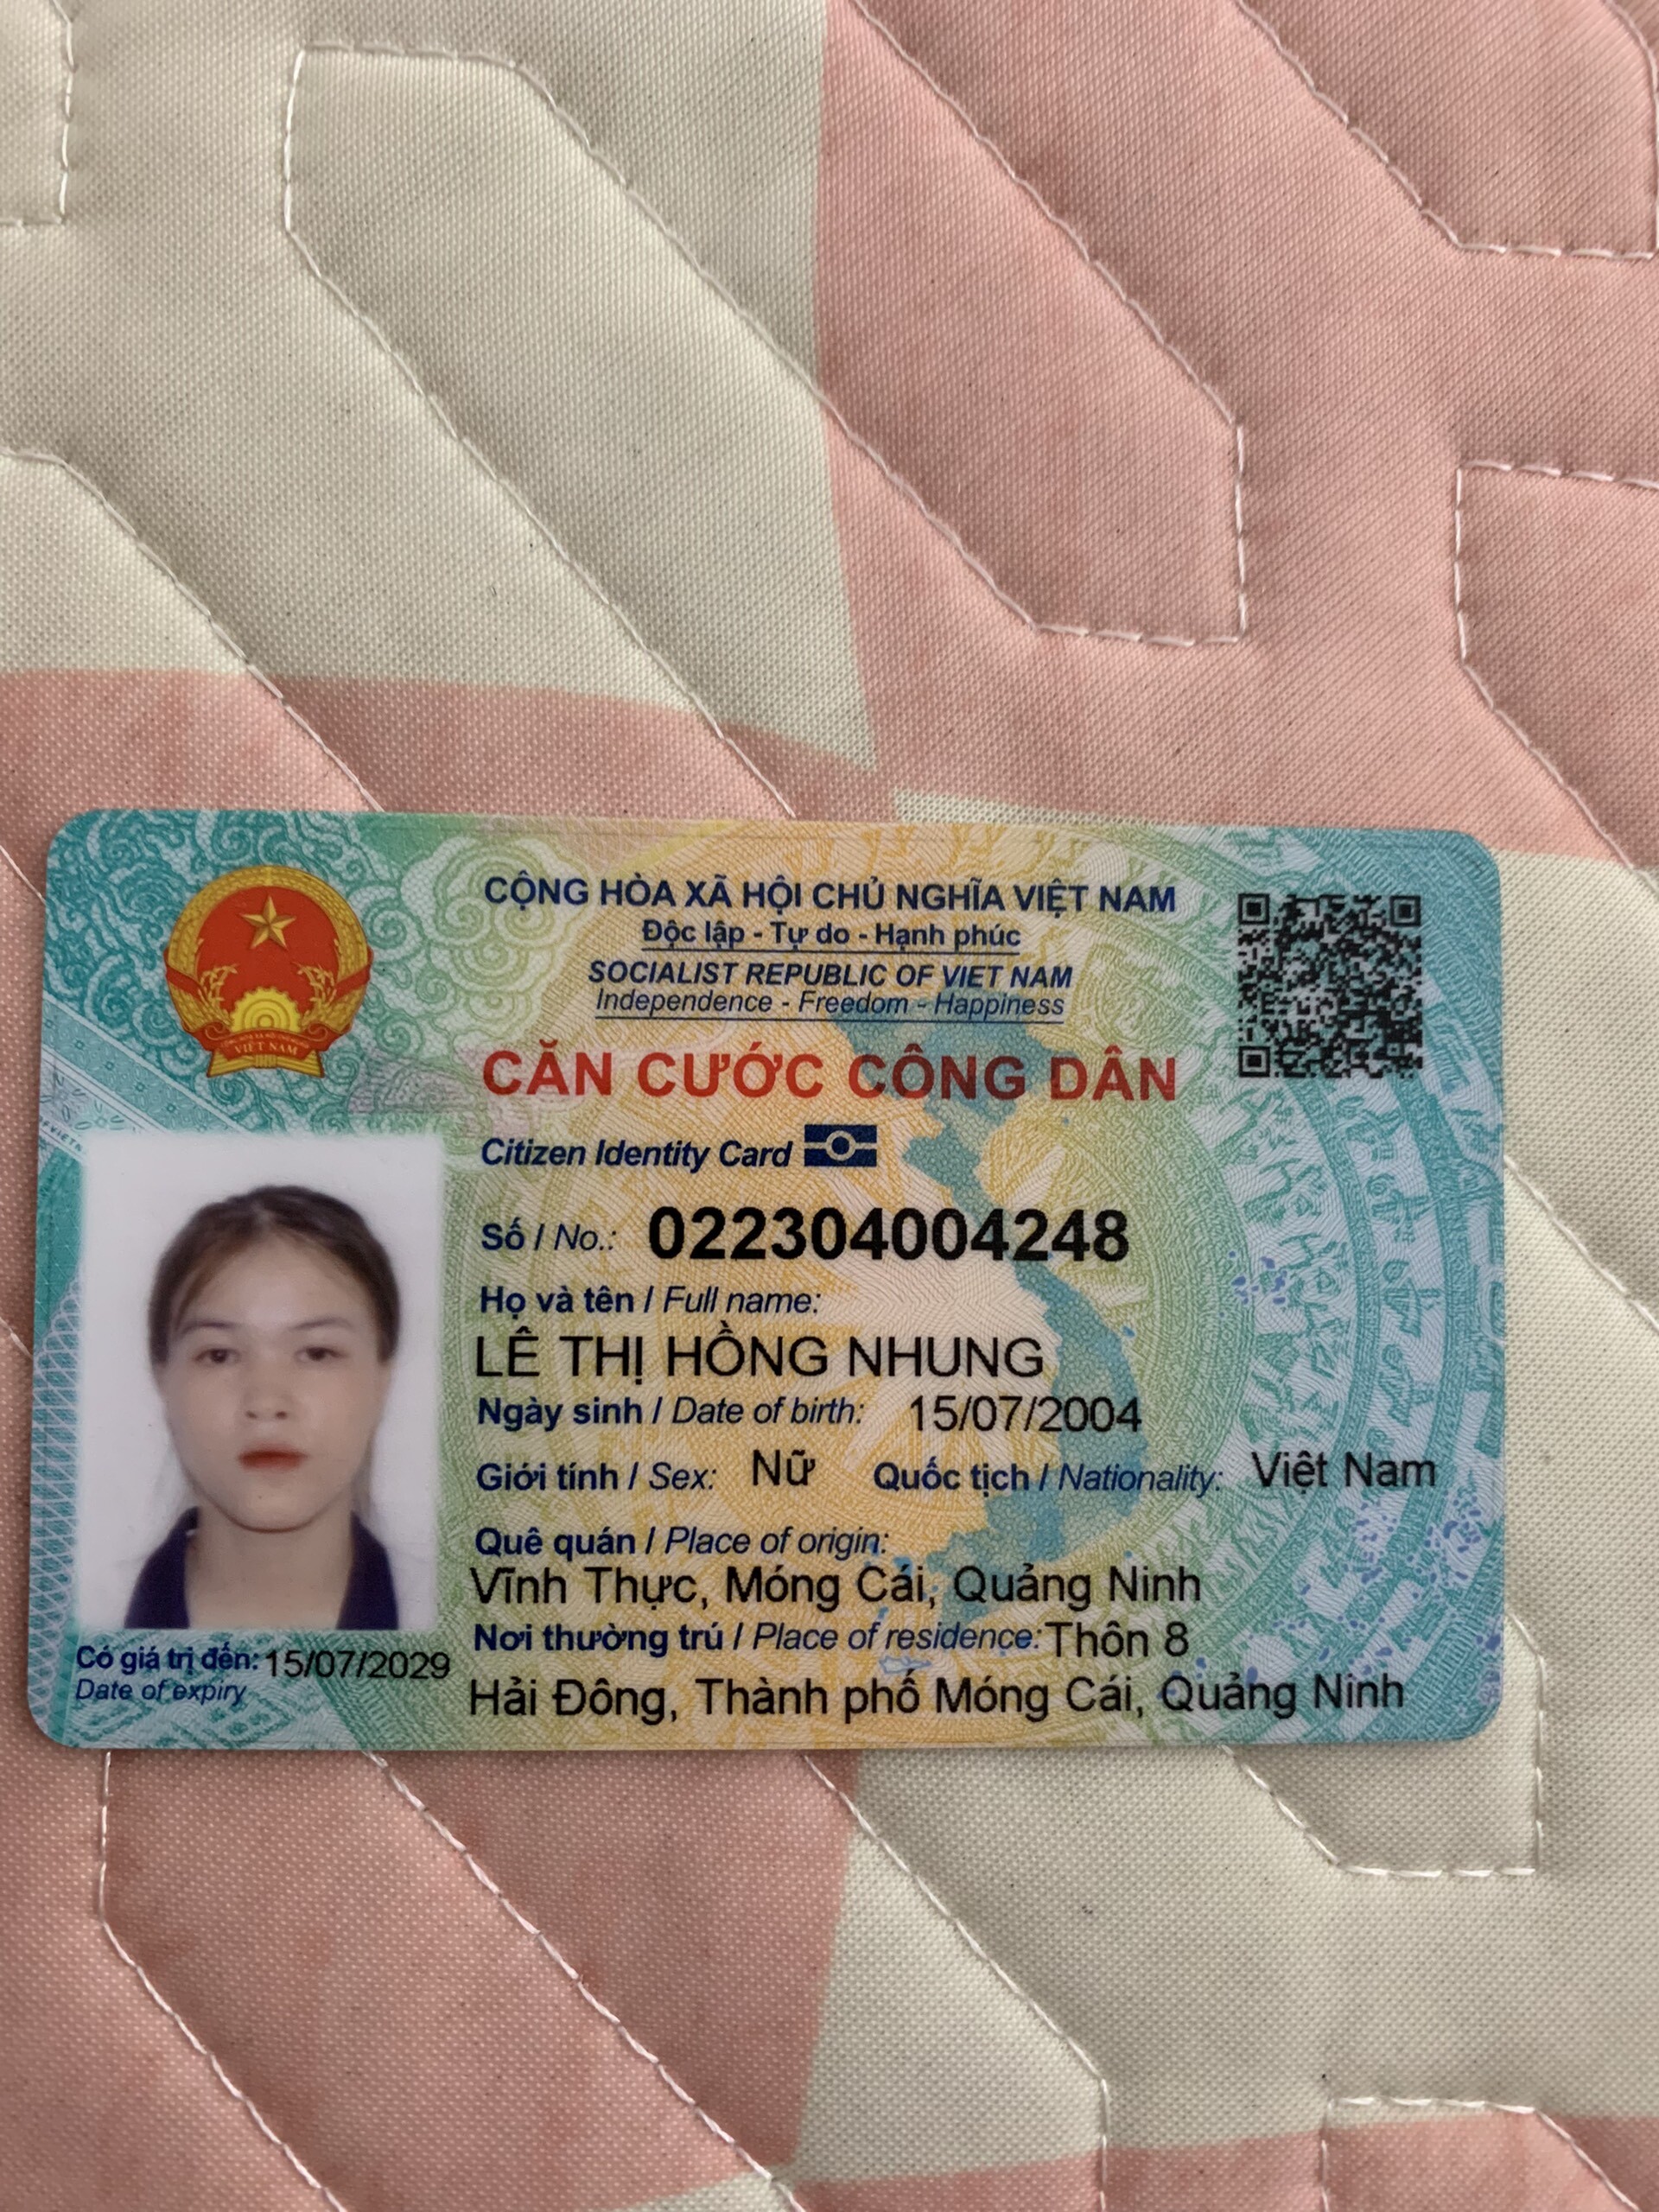 CỘNG HÒA XÃ HỘI CHỦ NGHĨA VIỆT NAM
Độc lập - Tự do - Hạnh phúc
SOCIALIST REPUBLIC OF VIET NAM
Independence - Freedom - Happiness
CĂN CƯỚC CÔNG DÂN
Citizen Identity Card
VIỆT NAM
Số / No.: 022304004248
Họ và tên / Full name:
LÊ THỊ HỒNG NHUNG
Ngày sinh / Date of birth: 15/07/2004
Giới tính / Sex: Nữ Quốc tịch / Nationality: Việt Nam
Quê quán / Place of origin:
Vĩnh Thực, Móng Cái, Quảng Ninh
Nơi thường trú / Place of residence: Thôn 8
Hải Đông, Thành phố Móng Cái, Quảng Ninh
Có giá trị đến: 15/07/2029
Date of expiry